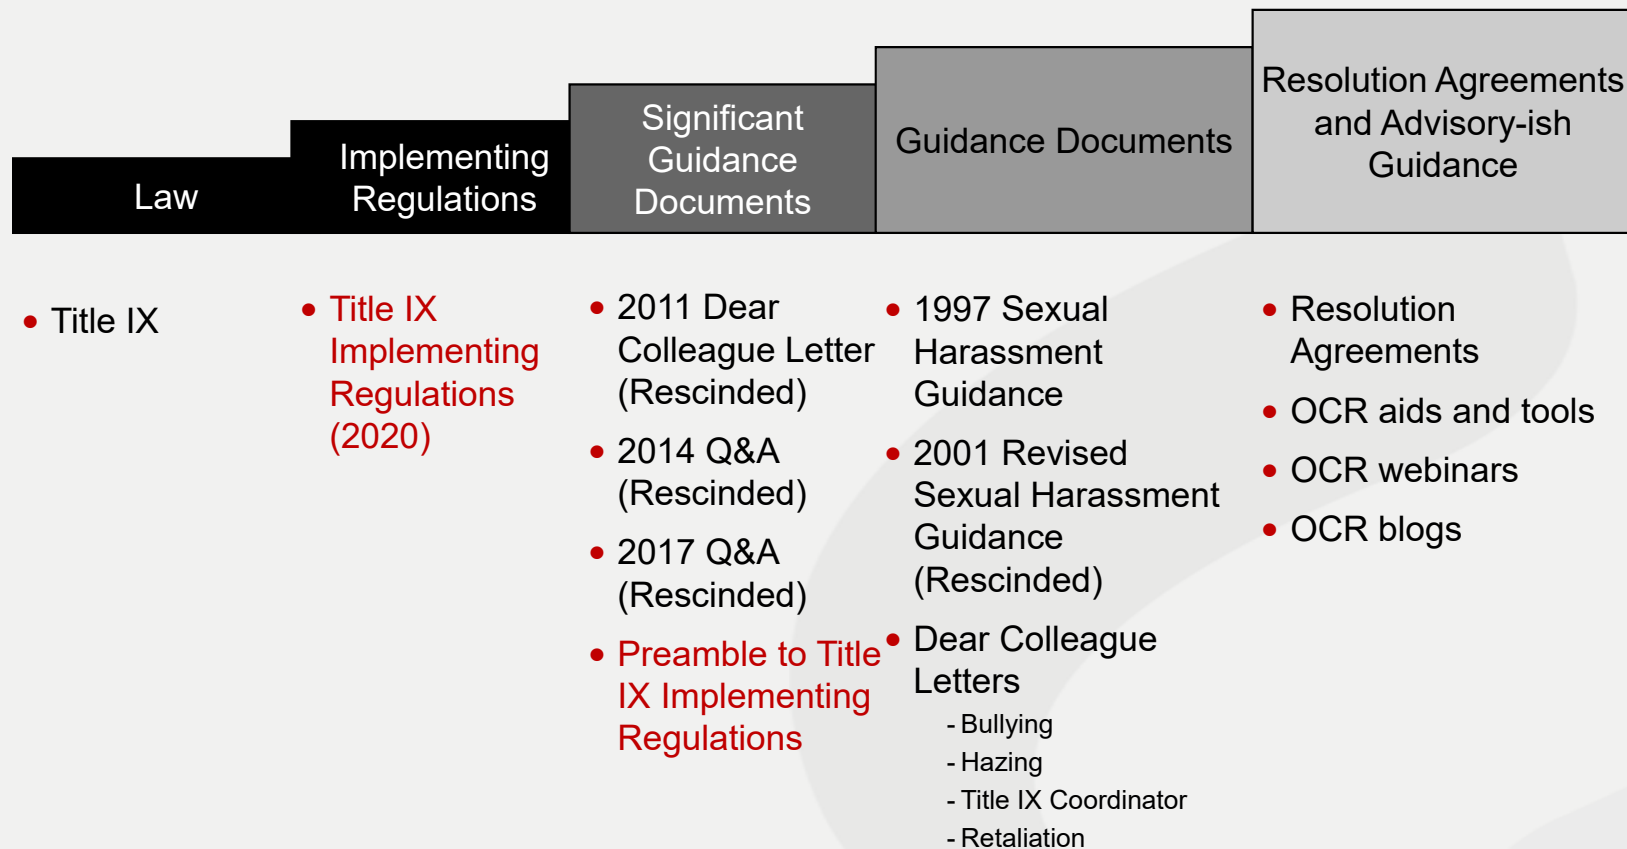 Law
Implementing
Regulations
Significant
Guidance
Documents
Guidance Documents
Resolution Agreements
and Advisory-ish
Guidance
• Title IX
• Title IX
Implementing
Regulations
(2020)
• 2011 Dear
Colleague Letter
(Rescinded)
• 2014 Q&A
(Rescinded)
• 2017 Q&A
(Rescinded)
• Preamble to Title
IX Implementing
Regulations
• 1997 Sexual
Harassment
Guidance
• 2001 Revised
Sexual Harassment
Guidance
(Rescinded)
• Dear Colleague
Letters
- Bullying
- Hazing
- Title IX Coordinator
- Retaliation
• Resolution
Agreements
• OCR aids and tools
• OCR webinars
• OCR blogs